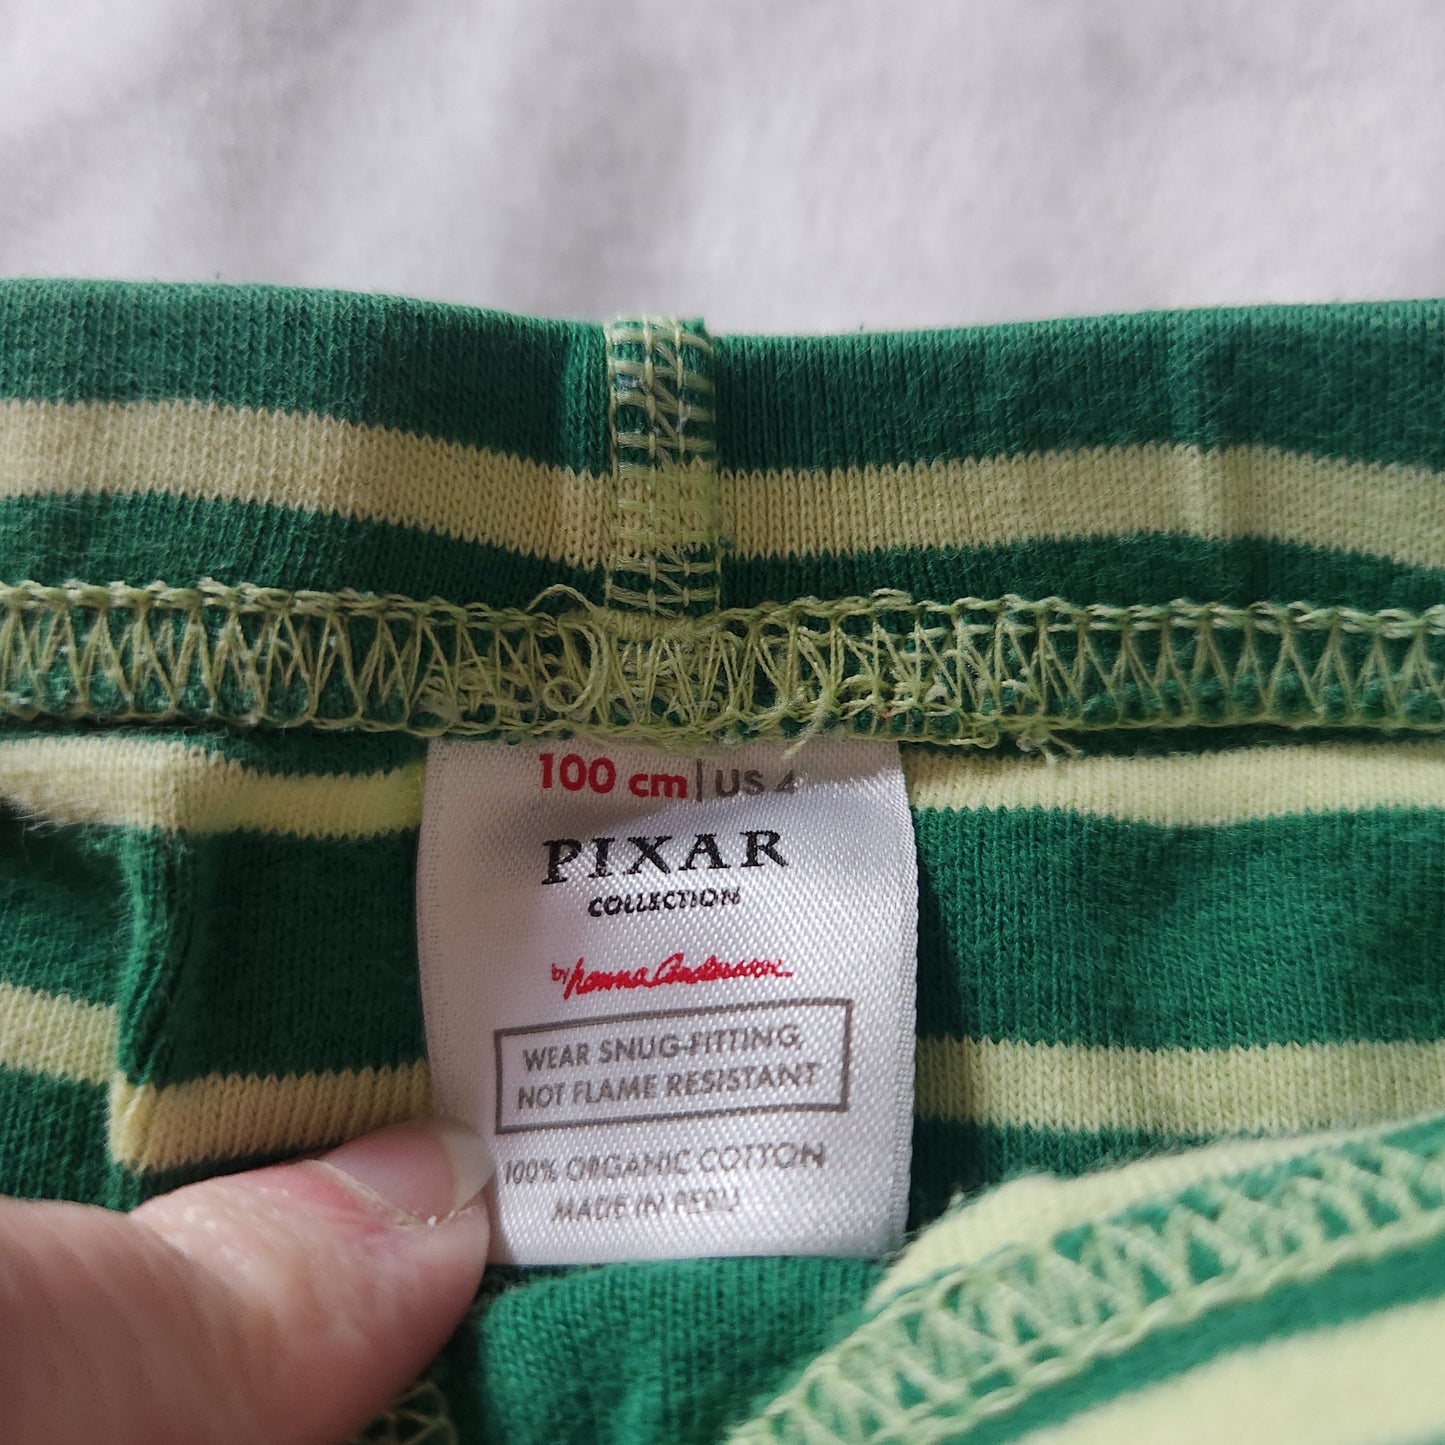 100 cm | US 4
PIXAR
COLLECTION
by hanna andersson
WEAR SNUG-FITTING,
NOT FLAME RESISTANT
100% ORGANIC COTTON
MADE IN PERU